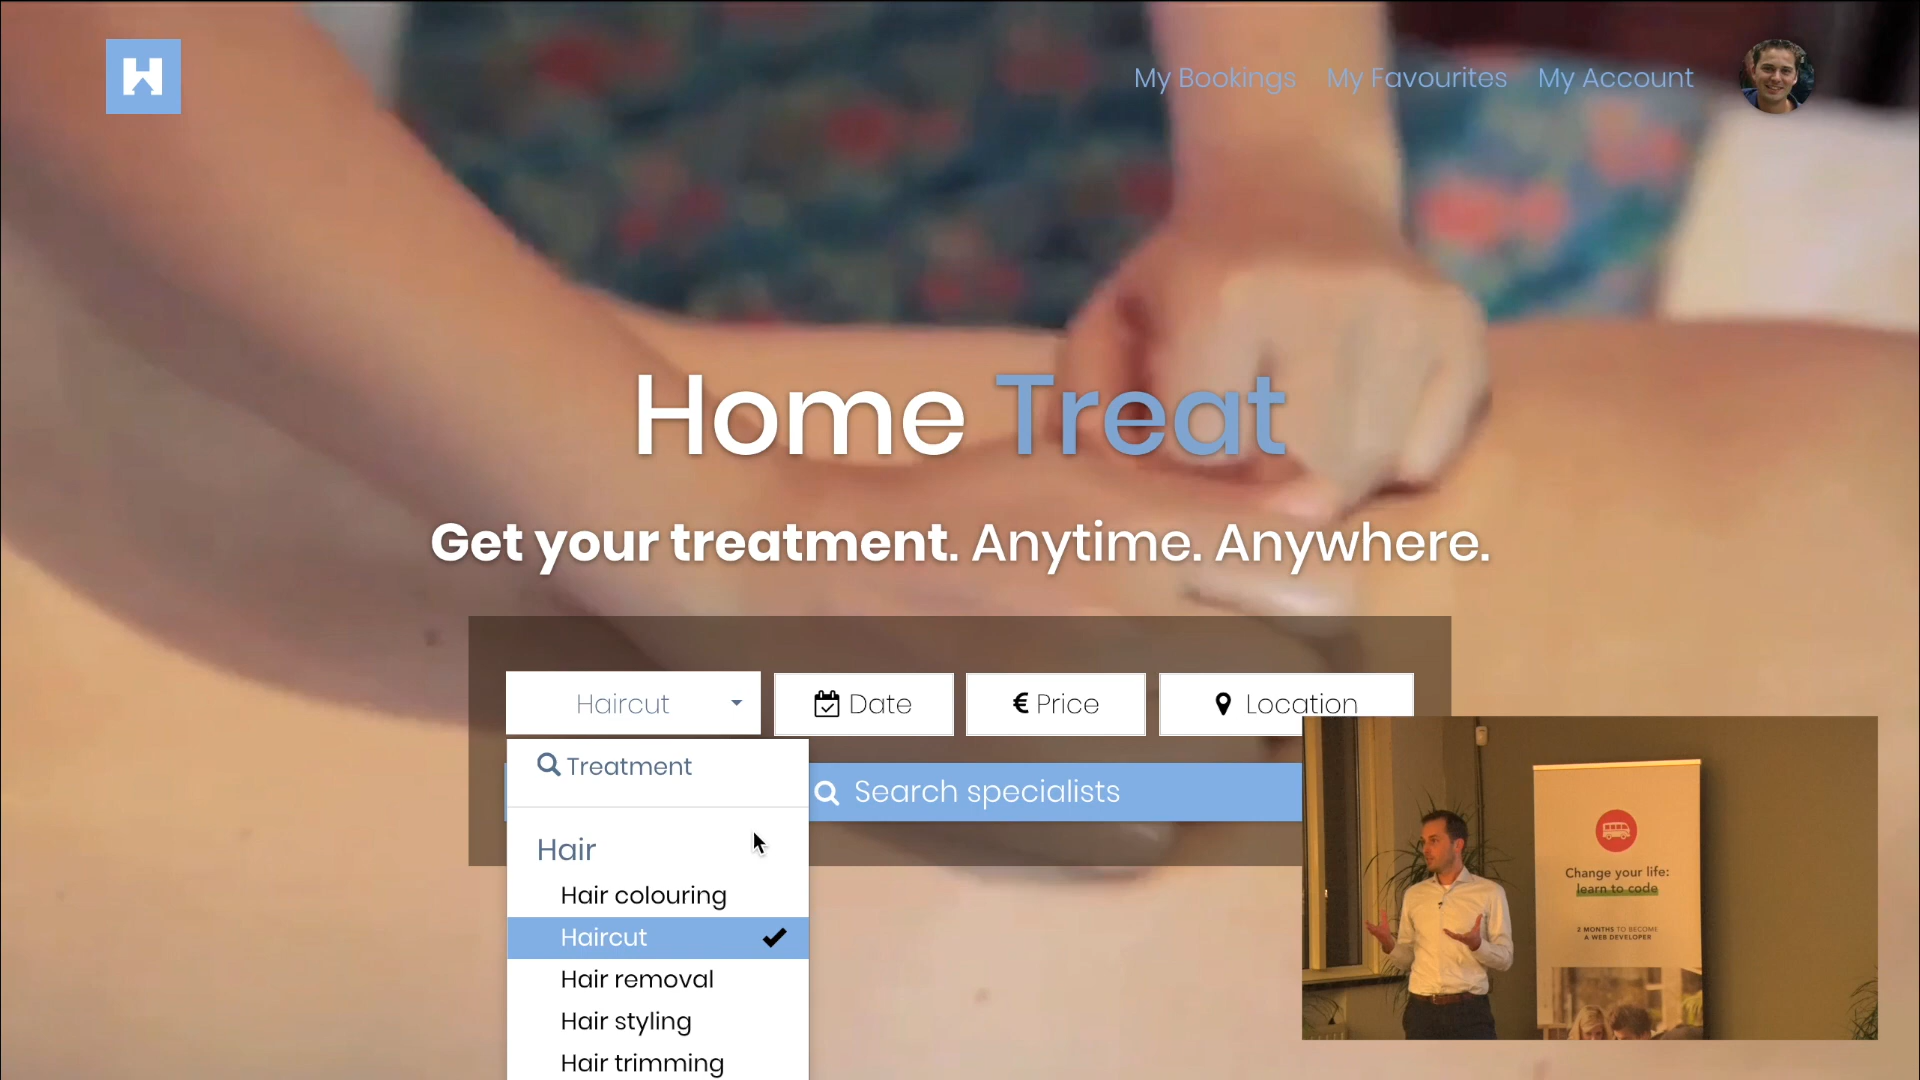 H
My Bookings My Favourites My Account
Home Treat
Get your treatment. Anytime. Anywhere.
Haircut Date € Price Location
Treatment
Search specialists
Hair
Hair colouring
Haircut
Hair removal
Hair styling
Hair trimming
Change your life:
learn to code
2 MONTHS TO BECOME
A WEB DEVELOPER